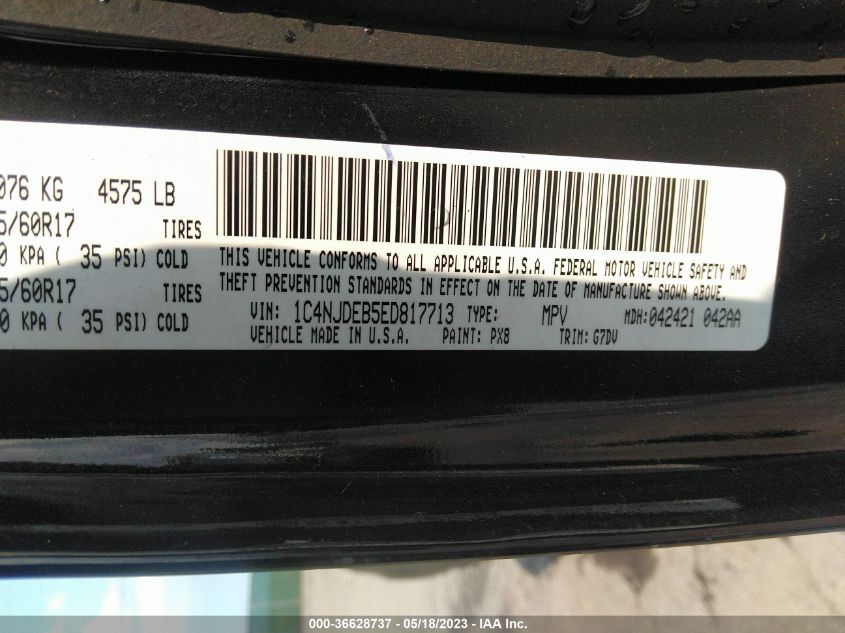 076 KG 4575 LB
5/60R17 TIRES
0 KPA ( 35 PSI) COLD
5/60R17 TIRES
0 KPA ( 35 PSI) COLD
THIS VEHICLE CONFORMS TO ALL APPLICABLE U.S.A. FEDERAL MOTOR VEHICLE SAFETY AND
THEFT PREVENTION STANDARDS IN EFFECT ON THE DATE OF MANUFACTURE SHOWN ABOVE.
VIN: 1C4NJDEB5ED817713 TYPE: MPV MDH:042421 042AA
VEHICLE MADE IN U.S.A. PAINT: PX8 TRIM: G7DV
000-36628737 - 05/18/2023 - IAA Inc.